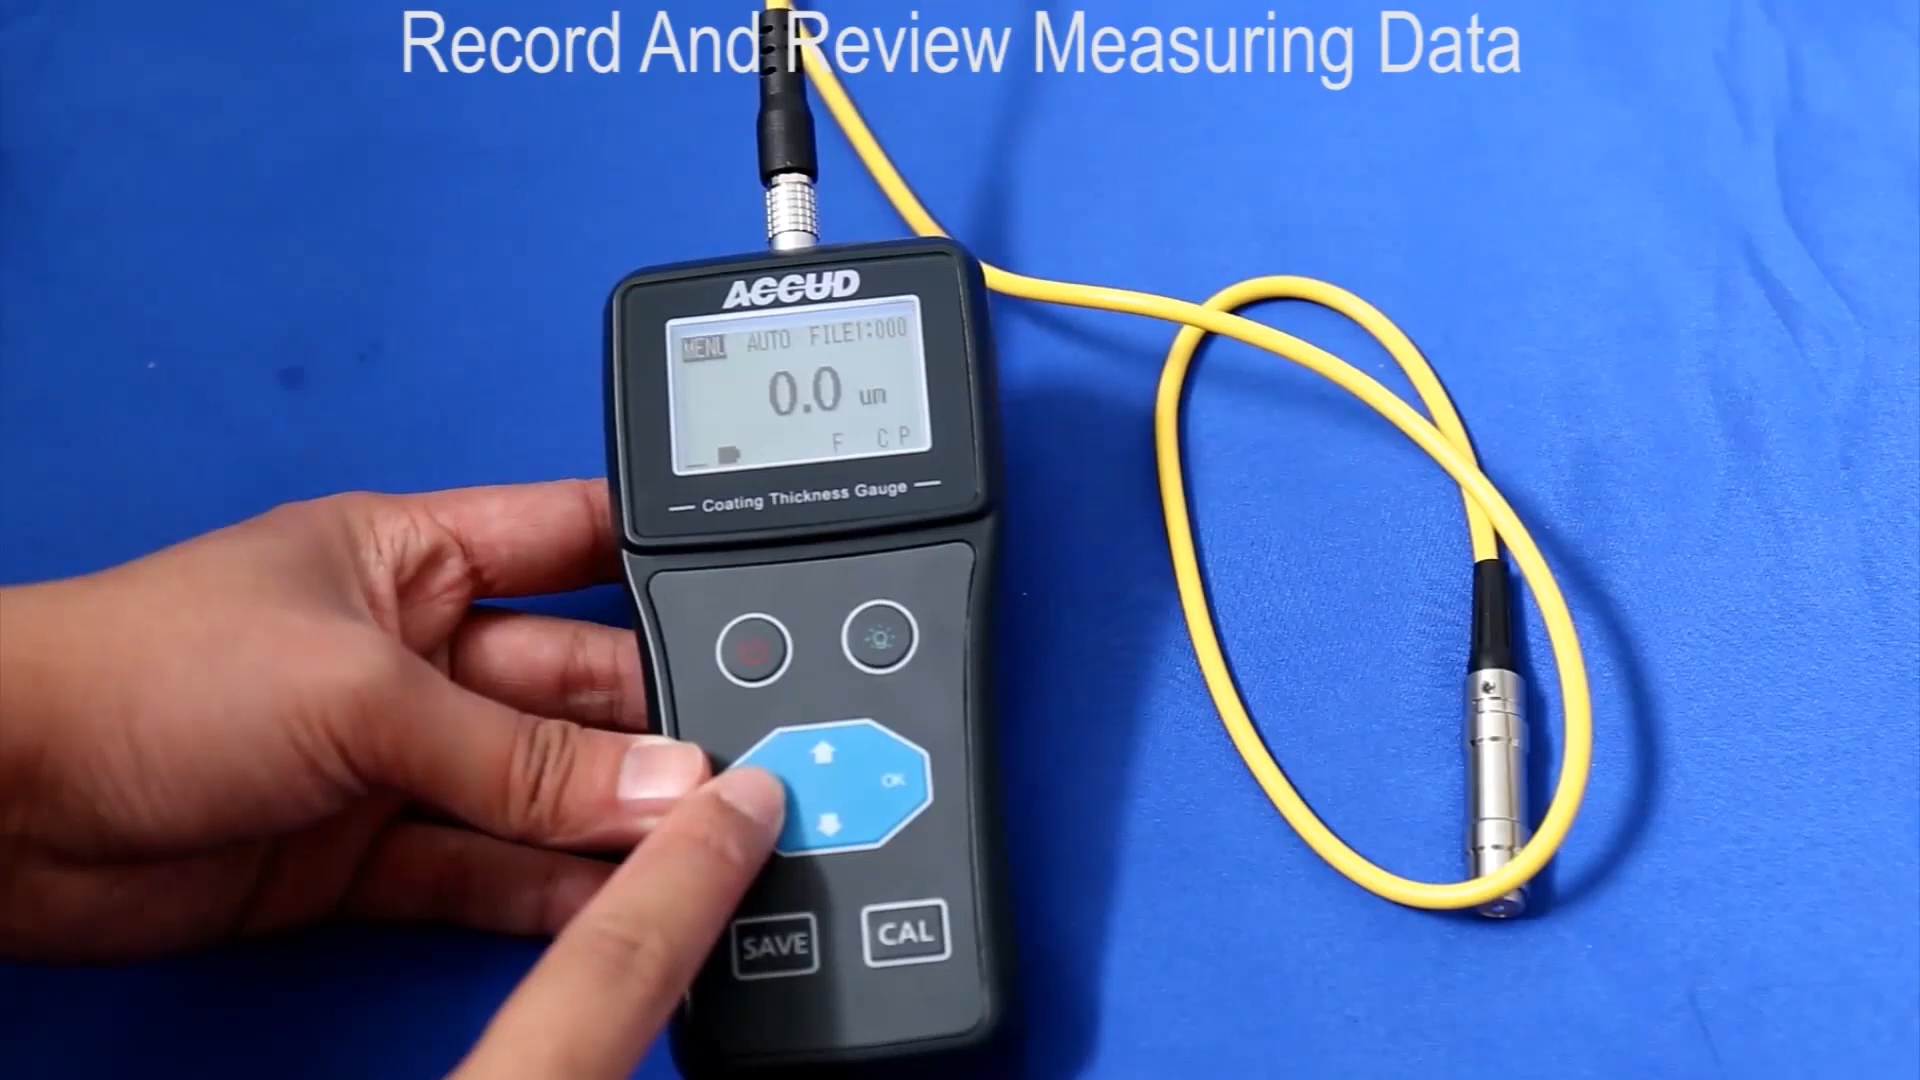 Record And Review Measuring Data
ACCUD
MENU AUTO FILE1:000
0.0 um
F C P
Coating Thickness Gauge
OK
SAVE CAL